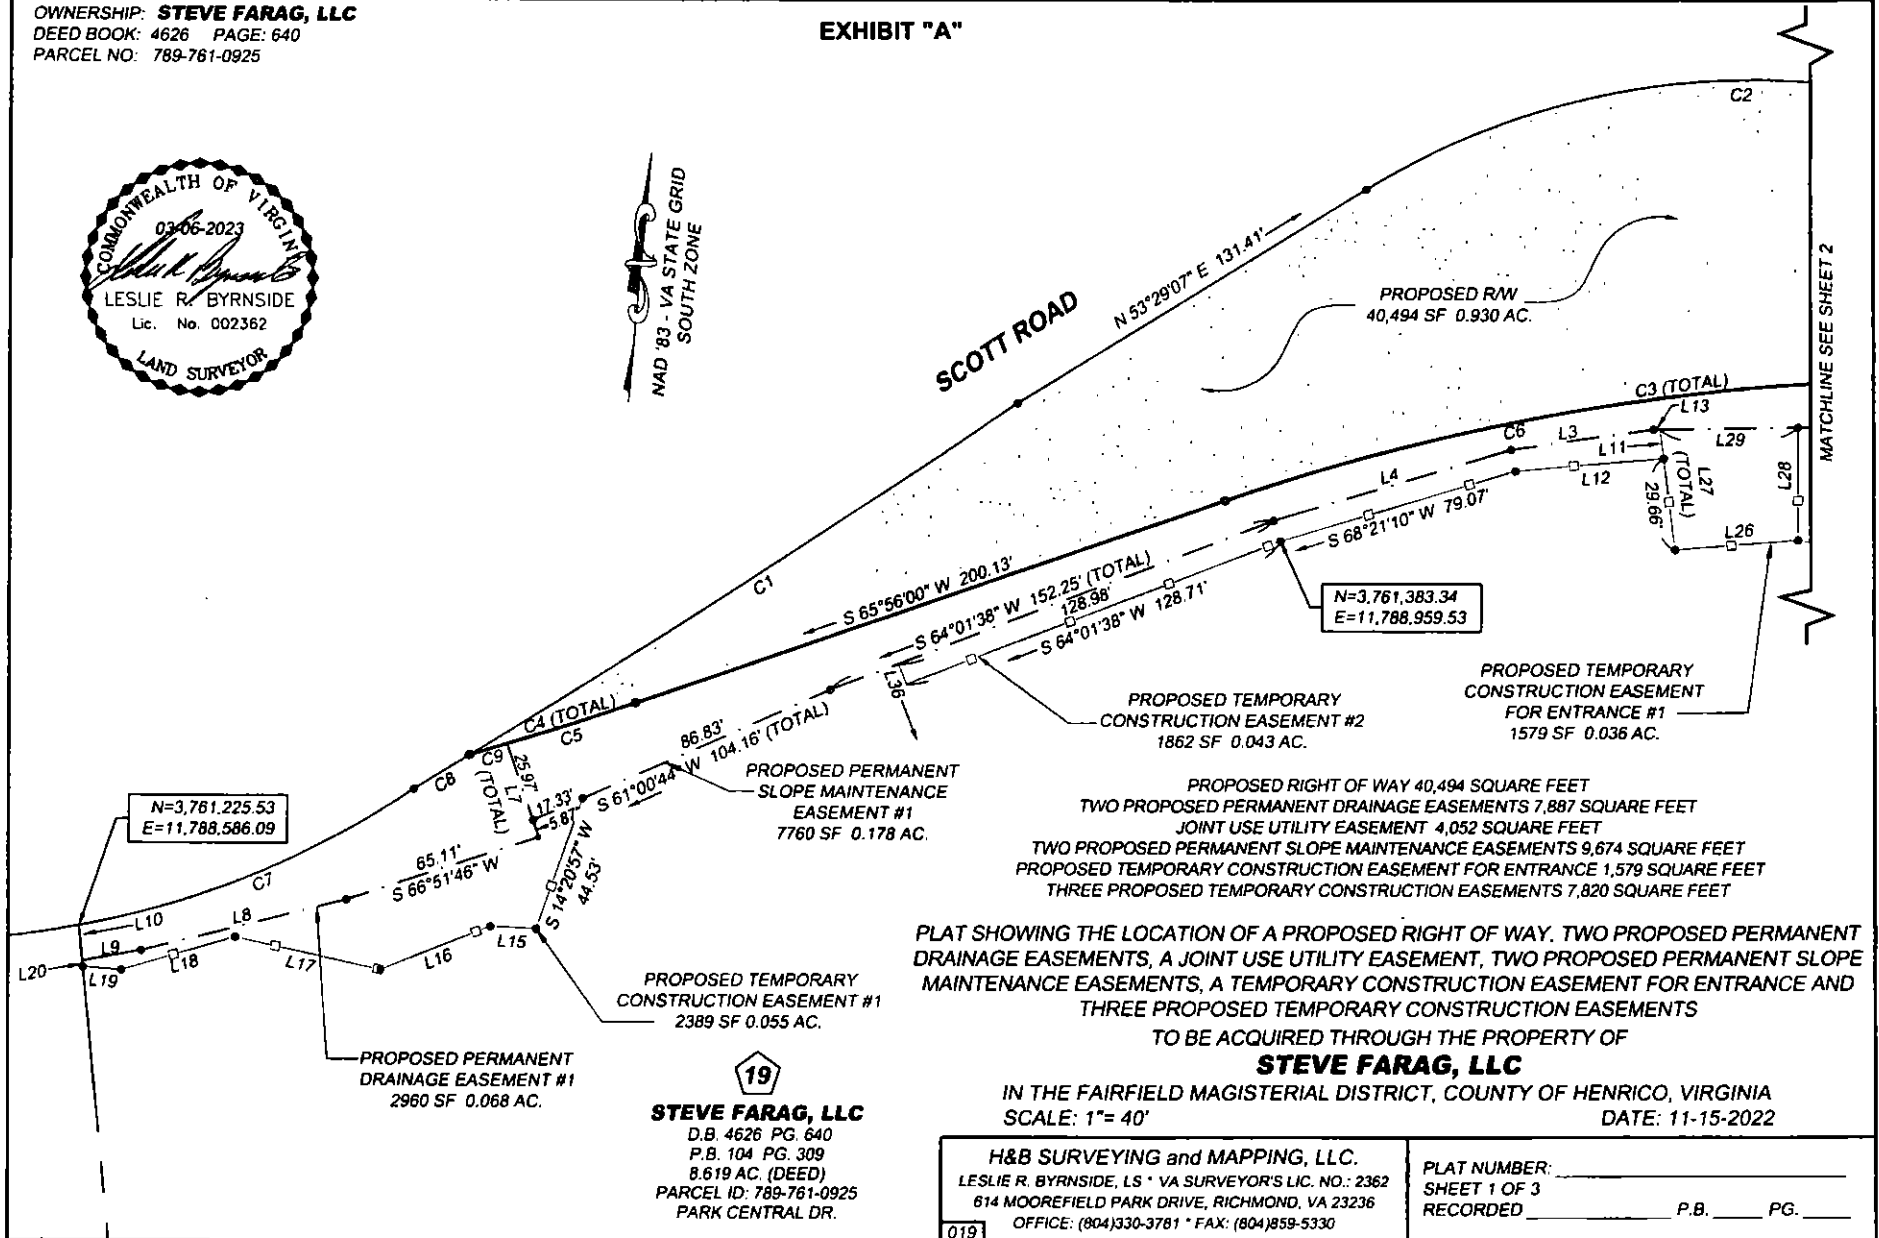 OWNERSHIP: STEVE FARAG, LLC
DEED BOOK: 4626 PAGE: 640
PARCEL NO: 789-761-0925
EXHIBIT "A"
COMMONWEALTH OF VIRGINIA
03-06-2023
LESLIE R. BYRNSIDE
Lic. No. 002362
LAND SURVEYOR
NAD '83 - VA STATE GRID
SOUTH ZONE
SCOTT ROAD
N 53°29'07" E 131.41'
C2
PROPOSED R/W
40,494 SF 0.930 AC.
MATCHLINE SEE SHEET 2
C3 (TOTAL)
L13
C6
L3
L11
L29
L4
L12
L27
(TOTAL)
29.66'
L28
L26
S 68°21'10" W 79.07'
C1
S 65°56'00" W 200.13'
S 64°01'38" W 152.25' (TOTAL)
128.98'
S 64°01'38" W 128.71'
N=3,761,383.34
E=11,788,959.53
L36
PROPOSED TEMPORARY
CONSTRUCTION EASEMENT #2
1862 SF 0.043 AC.
PROPOSED TEMPORARY
CONSTRUCTION EASEMENT
FOR ENTRANCE #1
1579 SF 0.036 AC.
C4 (TOTAL)
C5
C9
C8
25.97'
L7
(TOTAL)
17.33'
5.87'
86.83'
S 61°00'44" W 104.16' (TOTAL)
PROPOSED PERMANENT
SLOPE MAINTENANCE
EASEMENT #1
7760 SF 0.178 AC.
N=3,761,225.53
E=11,788,586.09
C7
65.11'
S 66°51'46" W
S 14°20'57" W
44.53'
L10
L8
L9
L20
L19
L18
L17
L16
L15
PROPOSED TEMPORARY
CONSTRUCTION EASEMENT #1
2389 SF 0.055 AC.
PROPOSED PERMANENT
DRAINAGE EASEMENT #1
2960 SF 0.068 AC.
19
STEVE FARAG, LLC
D.B. 4626 PG. 640
P.B. 104 PG. 309
8.619 AC. (DEED)
PARCEL ID: 789-761-0925
PARK CENTRAL DR.
PROPOSED RIGHT OF WAY 40,494 SQUARE FEET
TWO PROPOSED PERMANENT DRAINAGE EASEMENTS 7,887 SQUARE FEET
JOINT USE UTILITY EASEMENT 4,052 SQUARE FEET
TWO PROPOSED PERMANENT SLOPE MAINTENANCE EASEMENTS 9,674 SQUARE FEET
PROPOSED TEMPORARY CONSTRUCTION EASEMENT FOR ENTRANCE 1,579 SQUARE FEET
THREE PROPOSED TEMPORARY CONSTRUCTION EASEMENTS 7,820 SQUARE FEET
PLAT SHOWING THE LOCATION OF A PROPOSED RIGHT OF WAY, TWO PROPOSED PERMANENT
DRAINAGE EASEMENTS, A JOINT USE UTILITY EASEMENT, TWO PROPOSED PERMANENT SLOPE
MAINTENANCE EASEMENTS, A TEMPORARY CONSTRUCTION EASEMENT FOR ENTRANCE AND
THREE PROPOSED TEMPORARY CONSTRUCTION EASEMENTS
TO BE ACQUIRED THROUGH THE PROPERTY OF
STEVE FARAG, LLC
IN THE FAIRFIELD MAGISTERIAL DISTRICT, COUNTY OF HENRICO, VIRGINIA
SCALE: 1"= 40' DATE: 11-15-2022
H&B SURVEYING and MAPPING, LLC.
LESLIE R. BYRNSIDE, LS * VA SURVEYOR'S LIC. NO.: 2362
614 MOOREFIELD PARK DRIVE, RICHMOND, VA 23236
OFFICE: (804)330-3781 * FAX: (804)859-5330
019
PLAT NUMBER:
SHEET 1 OF 3
RECORDED P.B. PG.